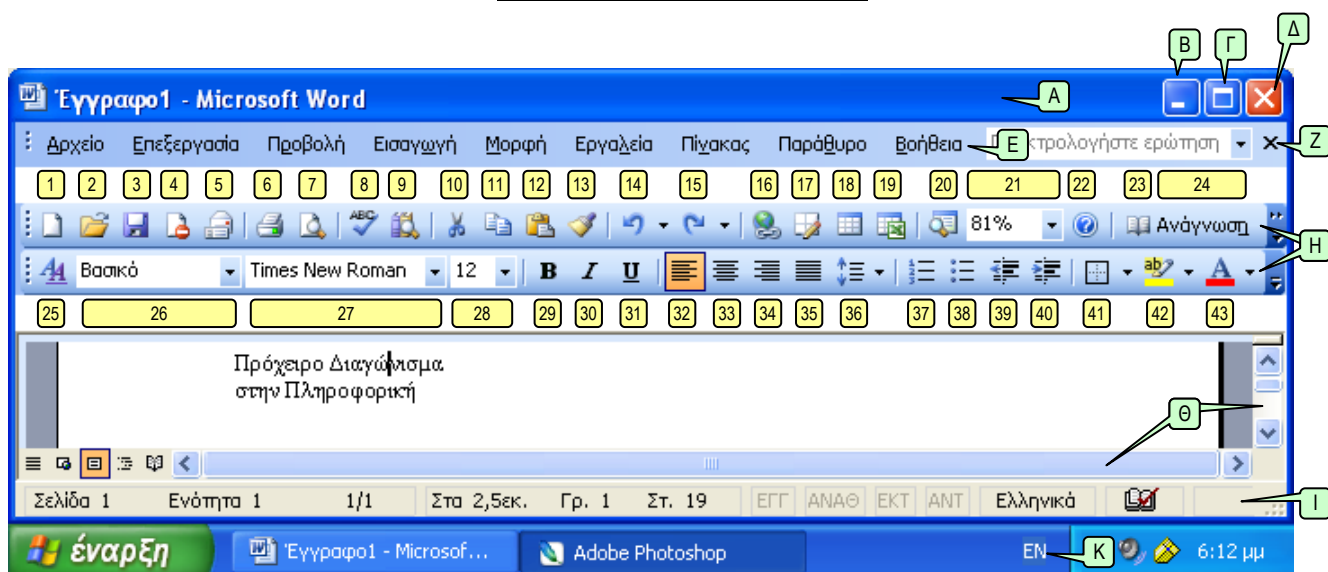 Δ
Β Γ
Έγγραφο1 - Microsoft Word Α
Αρχείο Επεξεργασία Προβολή Εισαγωγή Μορφή Εργαλεία Πίνακας Παράθυρο Βοήθεια Ε ερώτηση Ζ
1 2 3 4 5 6 7 8 9 10 11 12 13 14 15 16 17 18 19 20 21 22 23 24
ABC 81% Ανάγνωση
Η
Βασικό Times New Roman 12 B I U ab A
25 26 27 28 29 30 31 32 33 34 35 36 37 38 39 40 41 42 43
Πρόχειρο Διαγώνισμα
στην Πληροφορική
Θ
Σελίδα 1 Ενότητα 1 1/1 Στα 2,5εκ. Γρ. 1 Στ. 19 ΕΓΓ ΑΝΑΘ ΕΚΤ ΑΝΤ Ελληνικά Ι
έναρξη Έγγραφο1 - Microsof... Adobe Photoshop EN Κ 6:12 μμ